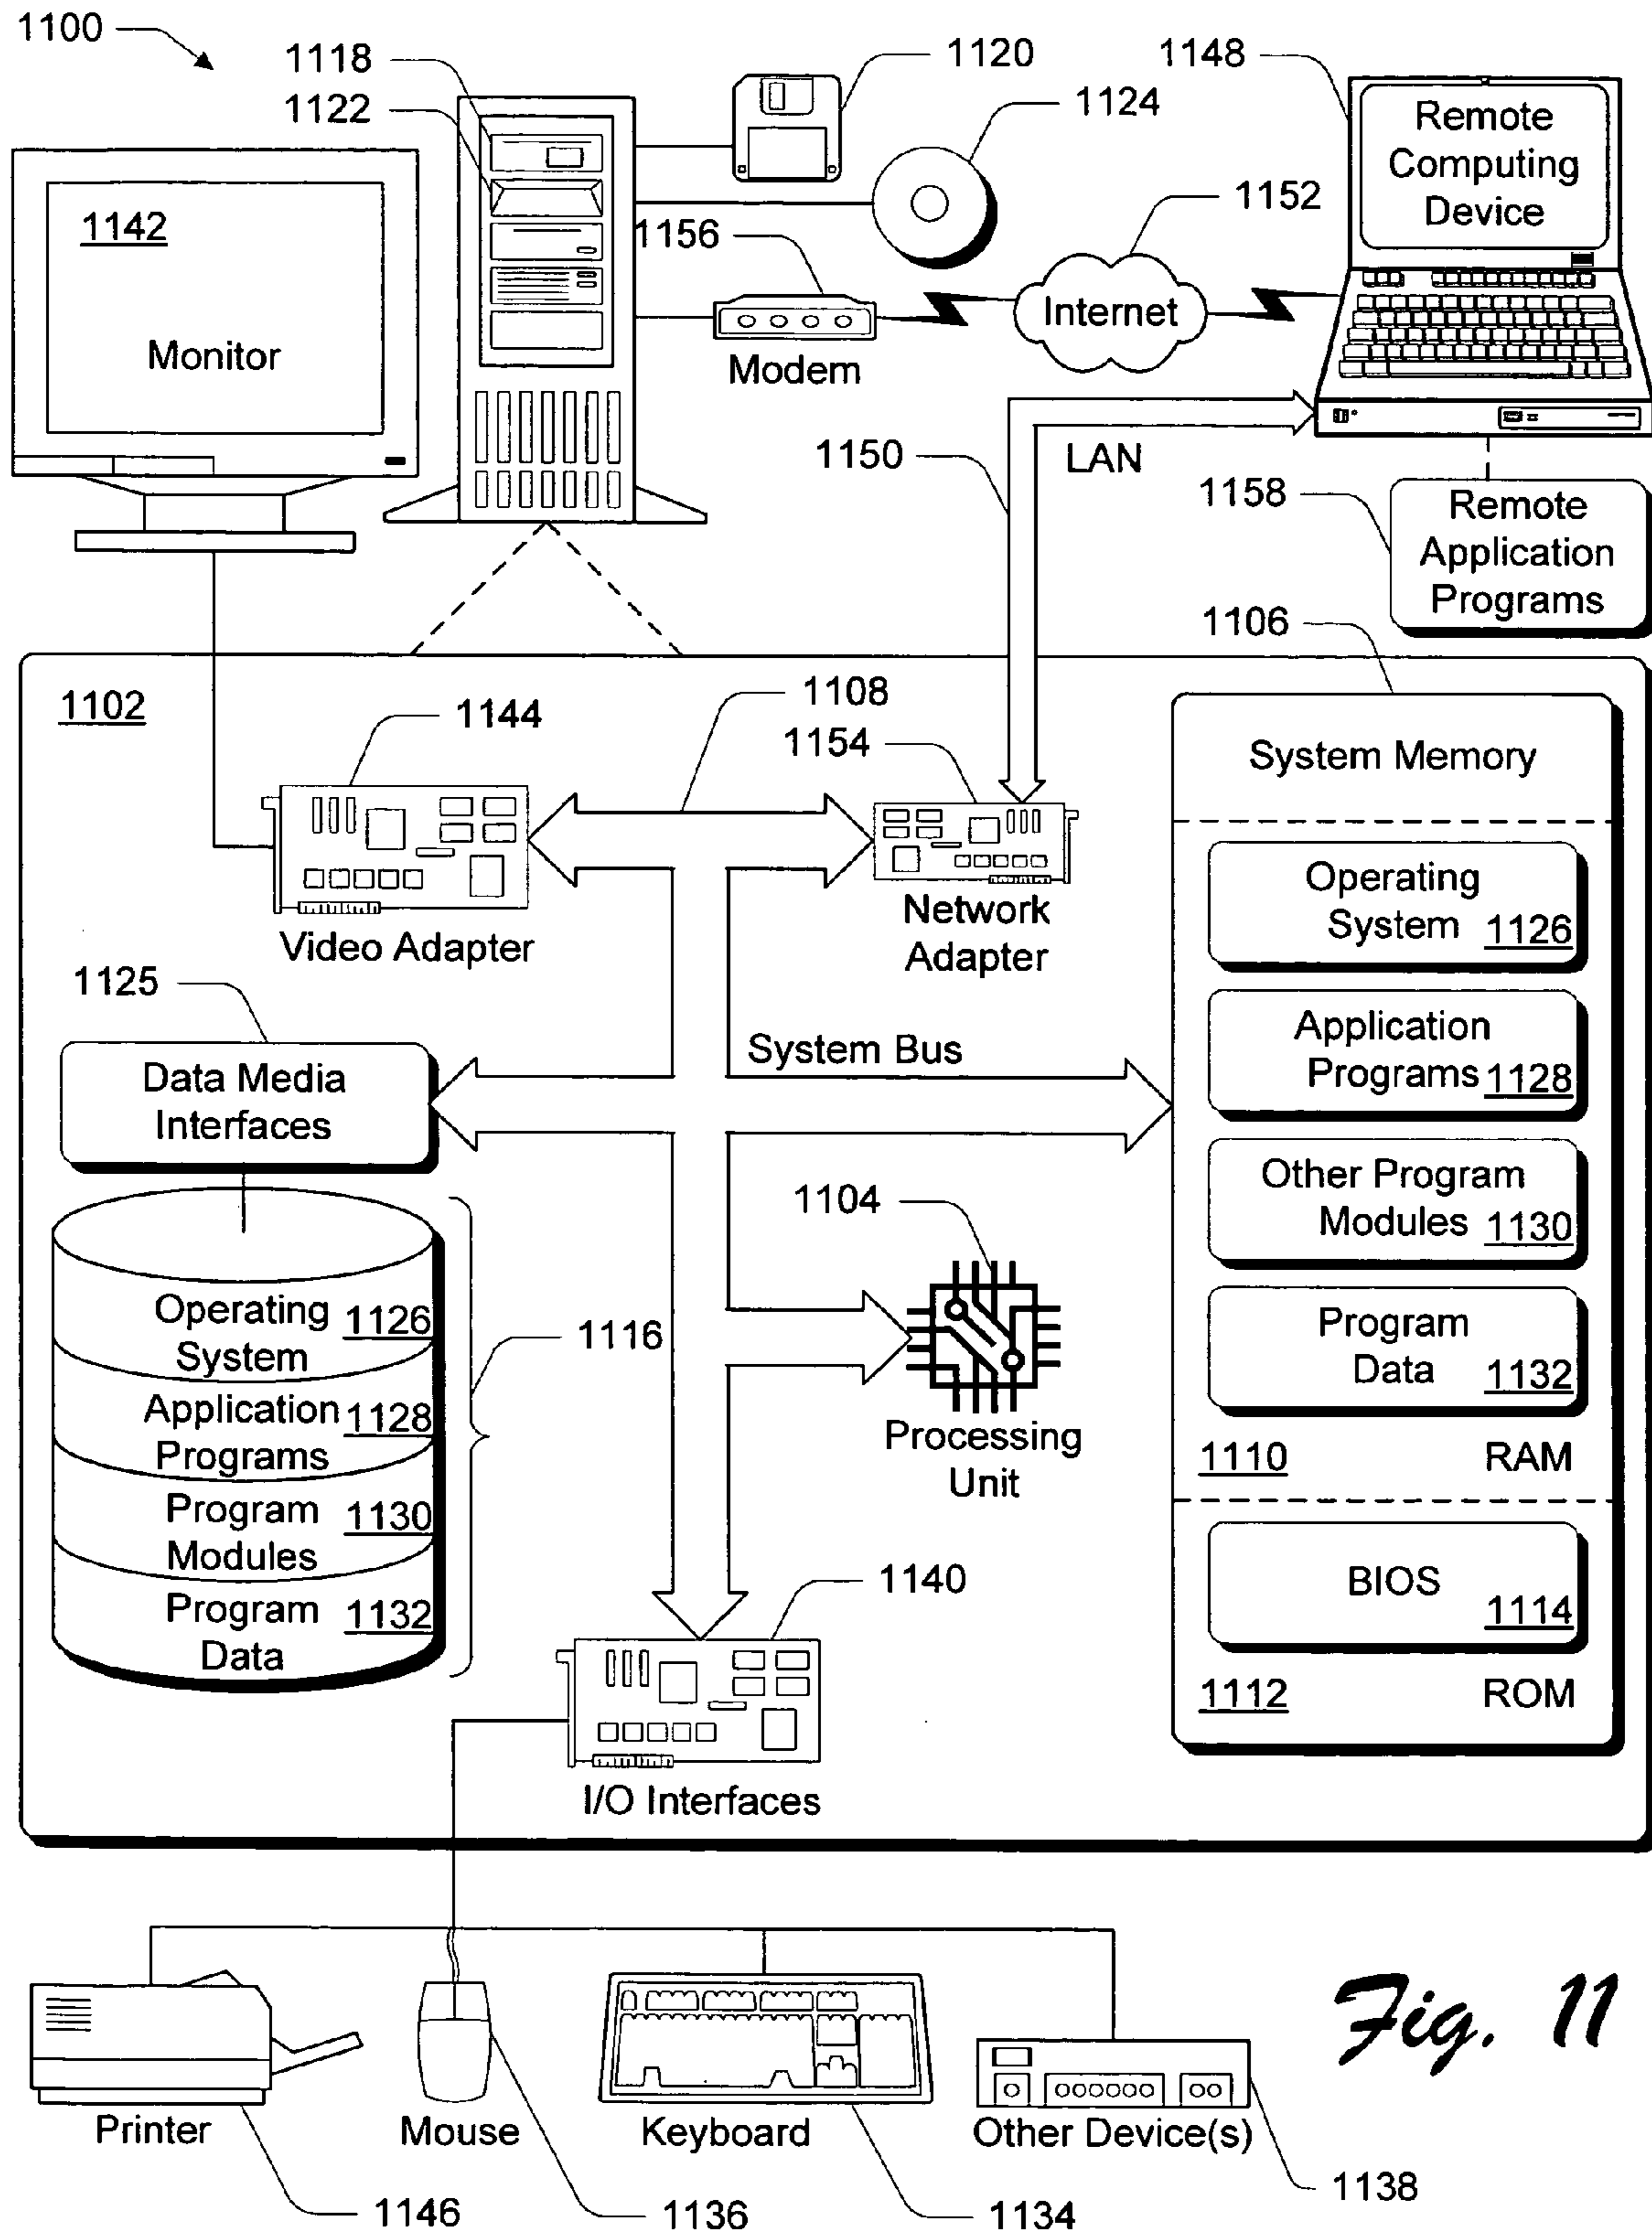 1100
1118
1122
1120
1124
1148
Remote
Computing
Device
1142
Monitor
1156
Modem
1152
Internet
1150
LAN
1158
Remote
Application
Programs
1106
1102
1144
1108
1154
System Memory
Video Adapter
Network
Adapter
Operating
System 1126
1125
Data Media
Interfaces
System Bus
Application
Programs 1128
Other Program
Modules 1130
1104
Processing
Unit
Program
Data 1132
1110 RAM
Operating
System 1126
Application
Programs 1128
Program
Modules 1130
Program
Data 1132
1116
1140
I/O Interfaces
BIOS
1114
1112 ROM
Printer
Mouse
Keyboard
Other Device(s)
1146
1136
1134
1138
Fig. 11